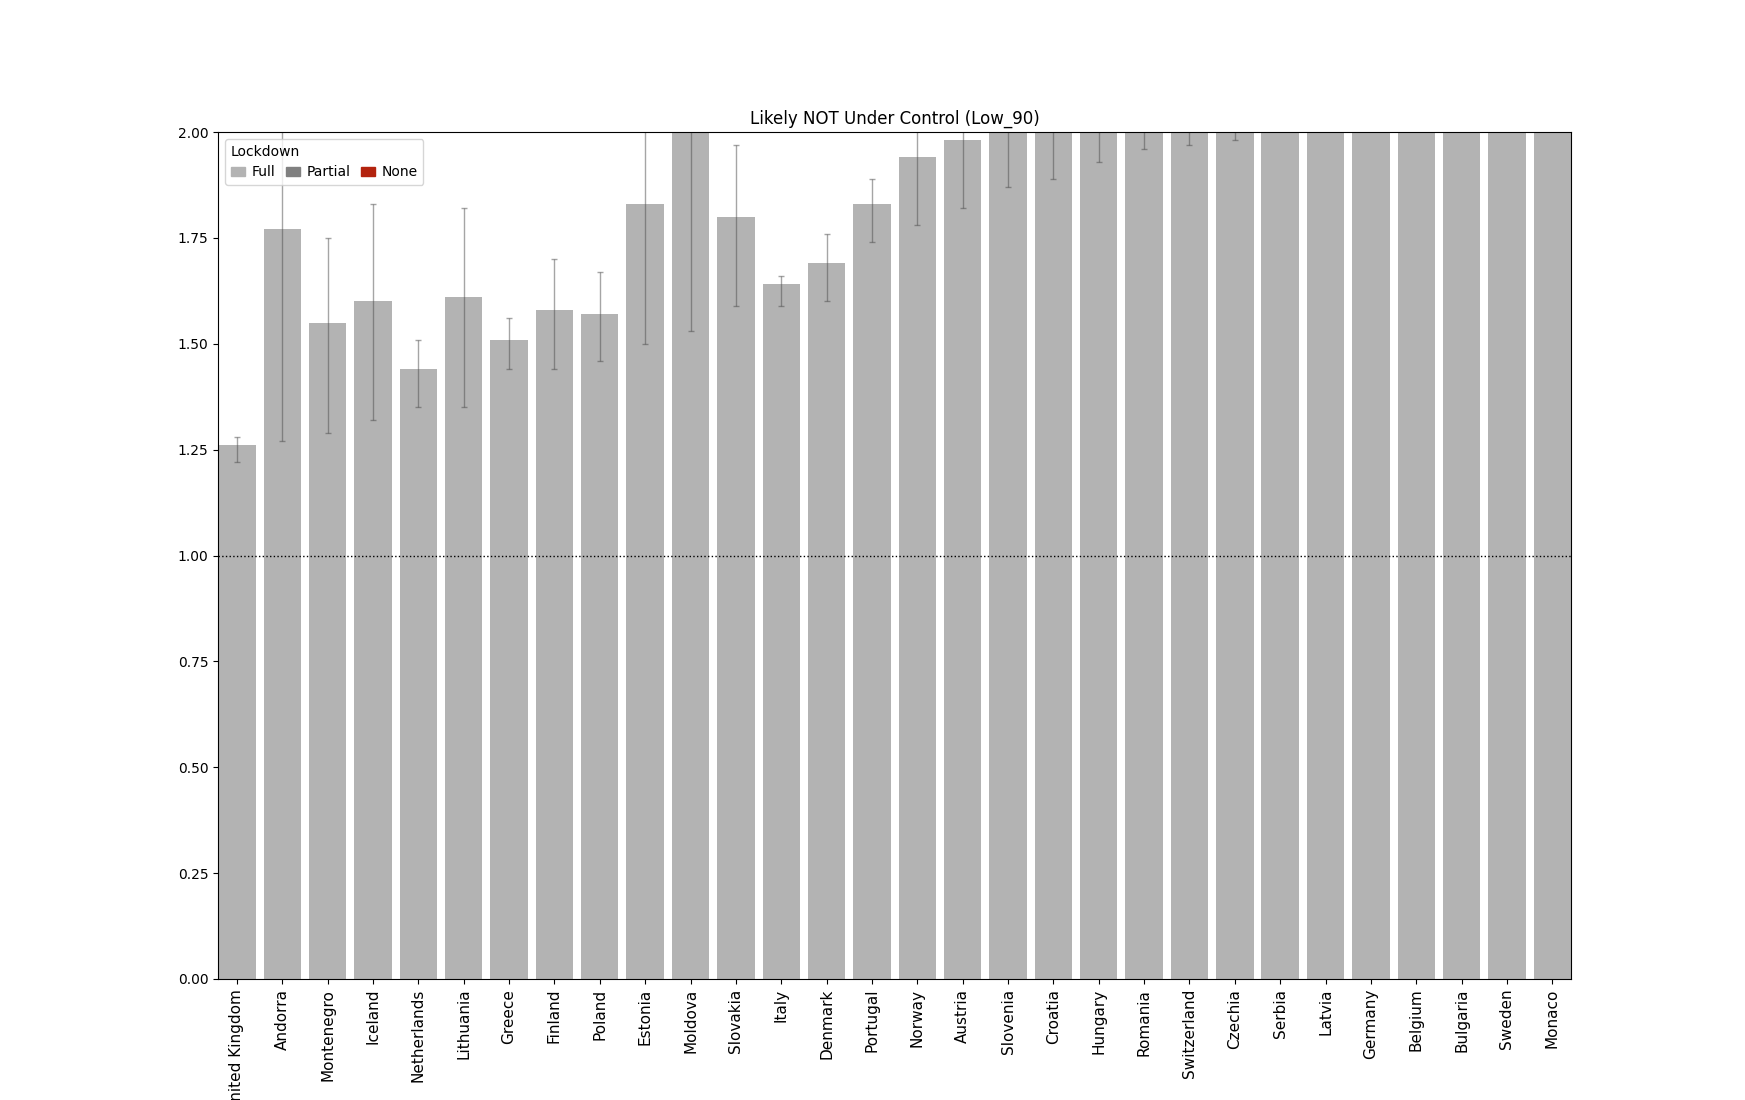 Likely NOT Under Control (Low_90)
Lockdown
Full Partial None
2.00
1.75
1.50
1.25
1.00
0.75
0.50
0.25
0.00
nited Kingdom
Andorra
Montenegro
Iceland
Netherlands
Lithuania
Greece
Finland
Poland
Estonia
Moldova
Slovakia
Italy
Denmark
Portugal
Norway
Austria
Slovenia
Croatia
Hungary
Romania
Switzerland
Czechia
Serbia
Latvia
Germany
Belgium
Bulgaria
Sweden
Monaco